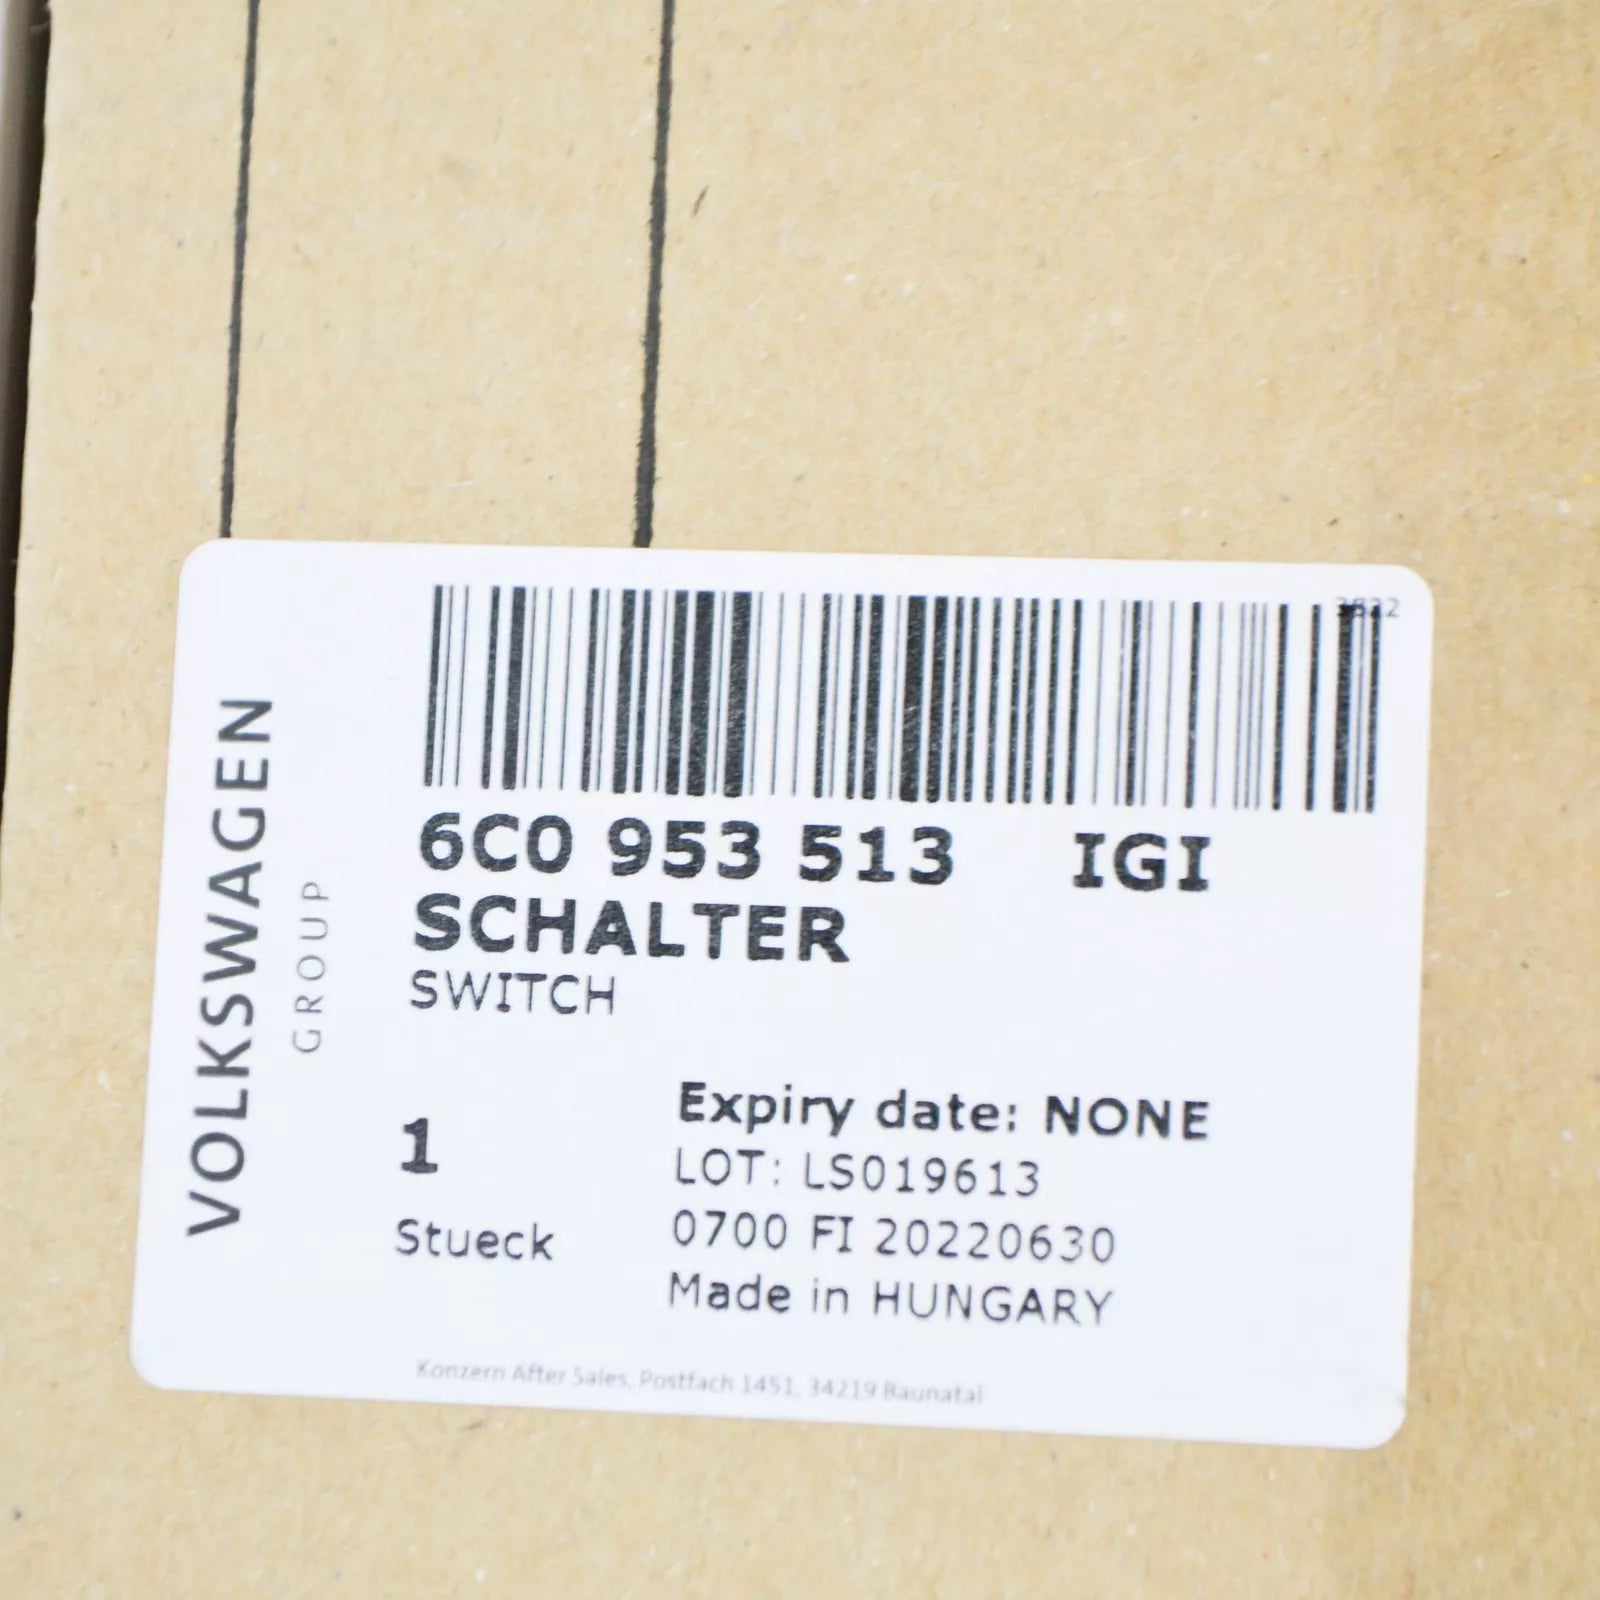 VOLKSWAGEN
GROUP
6C0 953 513 IGI
SCHALTER
SWITCH
1
Stueck
Expiry date: NONE
LOT: LS019613
0700 FI 20220630
Made in HUNGARY
Konzern After Sales, Postfach 1451, 34219 Baunatal